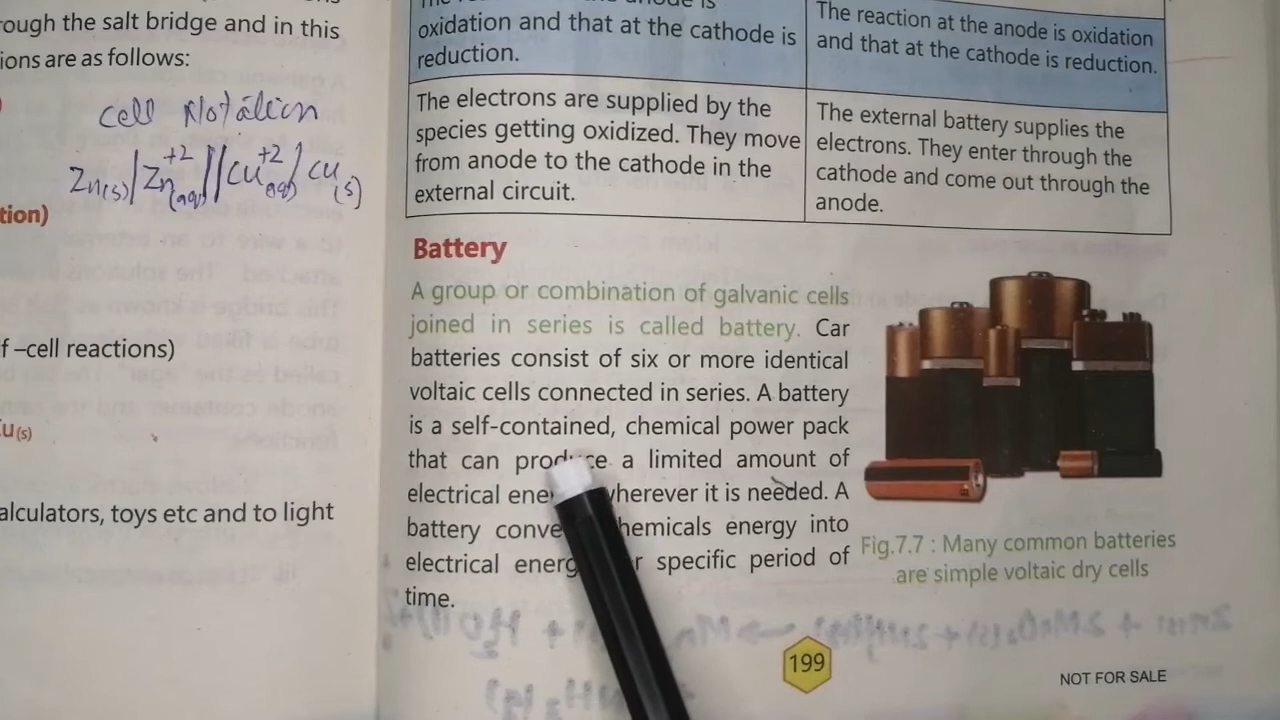 rough the salt bridge and in this
ions are as follows:
cell Notation
Zn(s)/Zn+2(aq)//Cu+2(aq)/Cu(s)
tion)
f –cell reactions)
u(s)
alculators, toys etc and to light
oxidation and that at the cathode is
reduction.
The reaction at the anode is oxidation
and that at the cathode is reduction.
The electrons are supplied by the
species getting oxidized. They move
from anode to the cathode in the
external circuit.
The external battery supplies the
electrons. They enter through the
cathode and come out through the
anode.
Battery
A group or combination of galvanic cells
joined in series is called battery. Car
batteries consist of six or more identical
voltaic cells connected in series. A battery
is a self-contained, chemical power pack
that can produce a limited amount of
electrical ene wherever it is needed. A
battery conve hemicals energy into
electrical energ r specific period of
time.
Fig.7.7 : Many common batteries
are simple voltaic dry cells
199
NOT FOR SALE